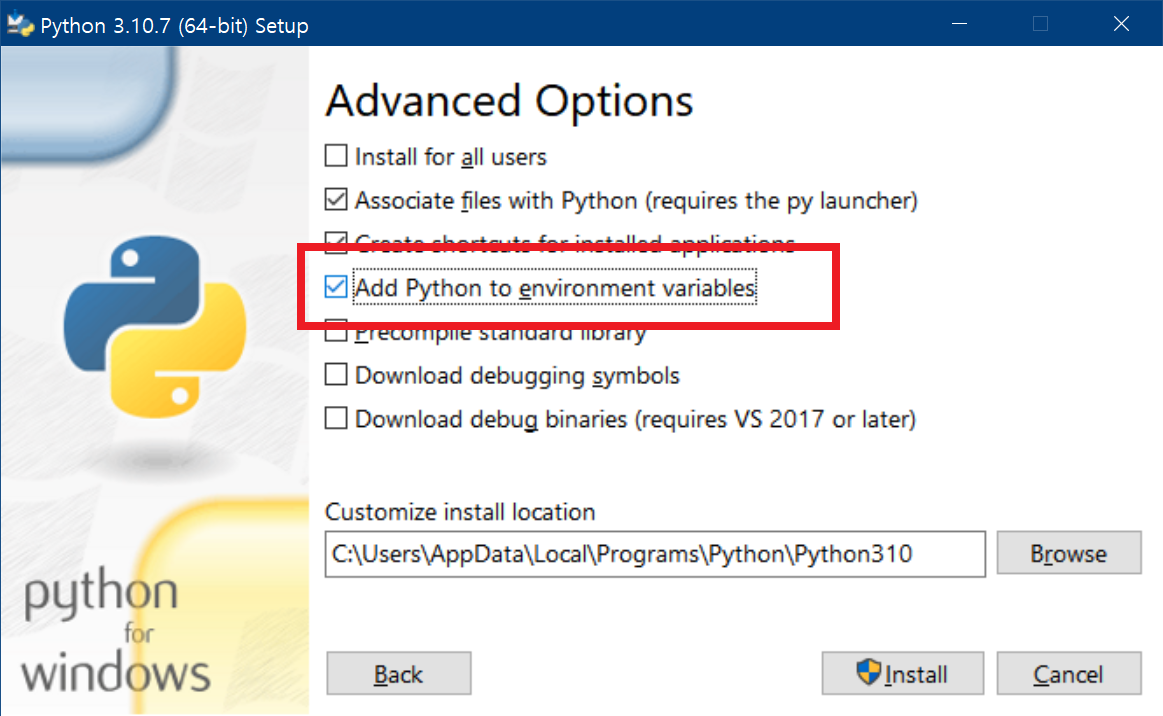 Python 3.10.7 (64-bit) Setup
Advanced Options
Install for all users
Associate files with Python (requires the py launcher)
Create shortcuts for installed applications
Add Python to environment variables
Precompile standard library
Download debugging symbols
Download debug binaries (requires VS 2017 or later)
Customize install location
C:\Users\AppData\Local\Programs\Python\Python310
Browse
python
for
windows
Back
Install
Cancel